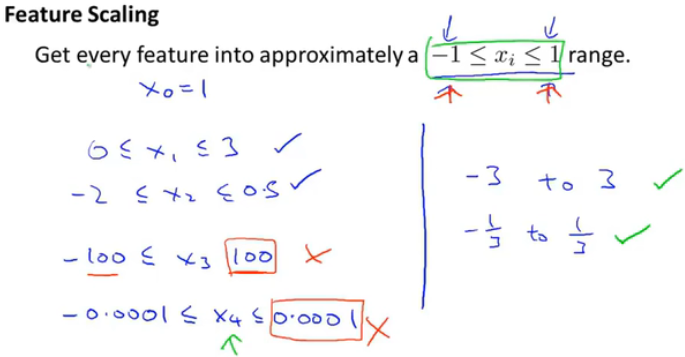 Feature Scaling
Get every feature into approximately a −1 ≤ xᵢ ≤ 1 range.
x₀ = 1
0 ≤ x₁ ≤ 3 ✓
-2 ≤ x₂ ≤ 0.5 ✓
-100 ≤ x₃ 100 ×
-0.0001 ≤ x₄ ≤ 0.0001 ×
-3 to 3 ✓
-1/3 to 1/3 ✓